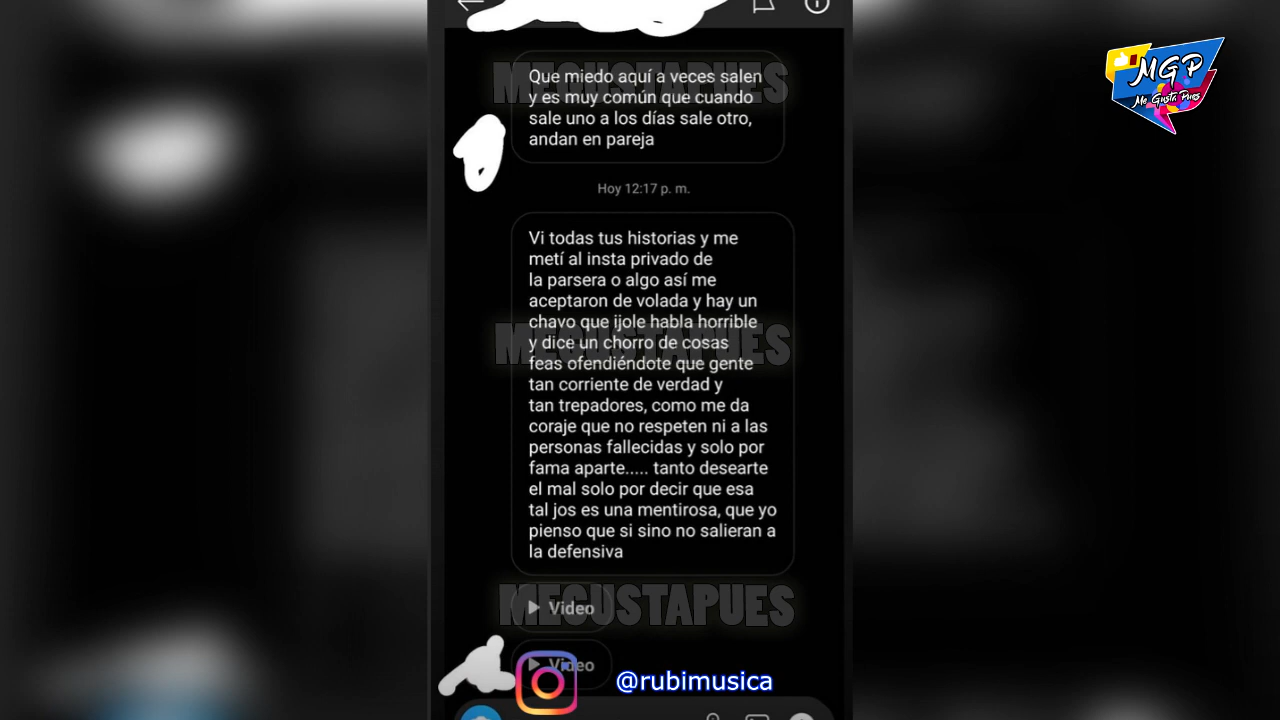 MGP
Me Gusta Pues
Que miedo aquí a veces salen
y es muy común que cuando
sale uno a los días sale otro,
andan en pareja
MEGUSTAPUES
Hoy 12:17 p. m.
Vi todas tus historias y me
metí al insta privado de
la parsera o algo así me
aceptaron de volada y hay un
chavo que ijole habla horrible
y dice un chorro de cosas
feas ofendiéndote que gente
tan corriente de verdad y
tan trepadores, como me da
coraje que no respeten ni a las
personas fallecidas y solo por
fama aparte..... tanto desearte
el mal solo por decir que esa
tal jos es una mentirosa, que yo
pienso que si sino no salieran a
la defensiva
MEGUSTAPUES
Video
MEGUSTAPUES
Video
@rubimusica